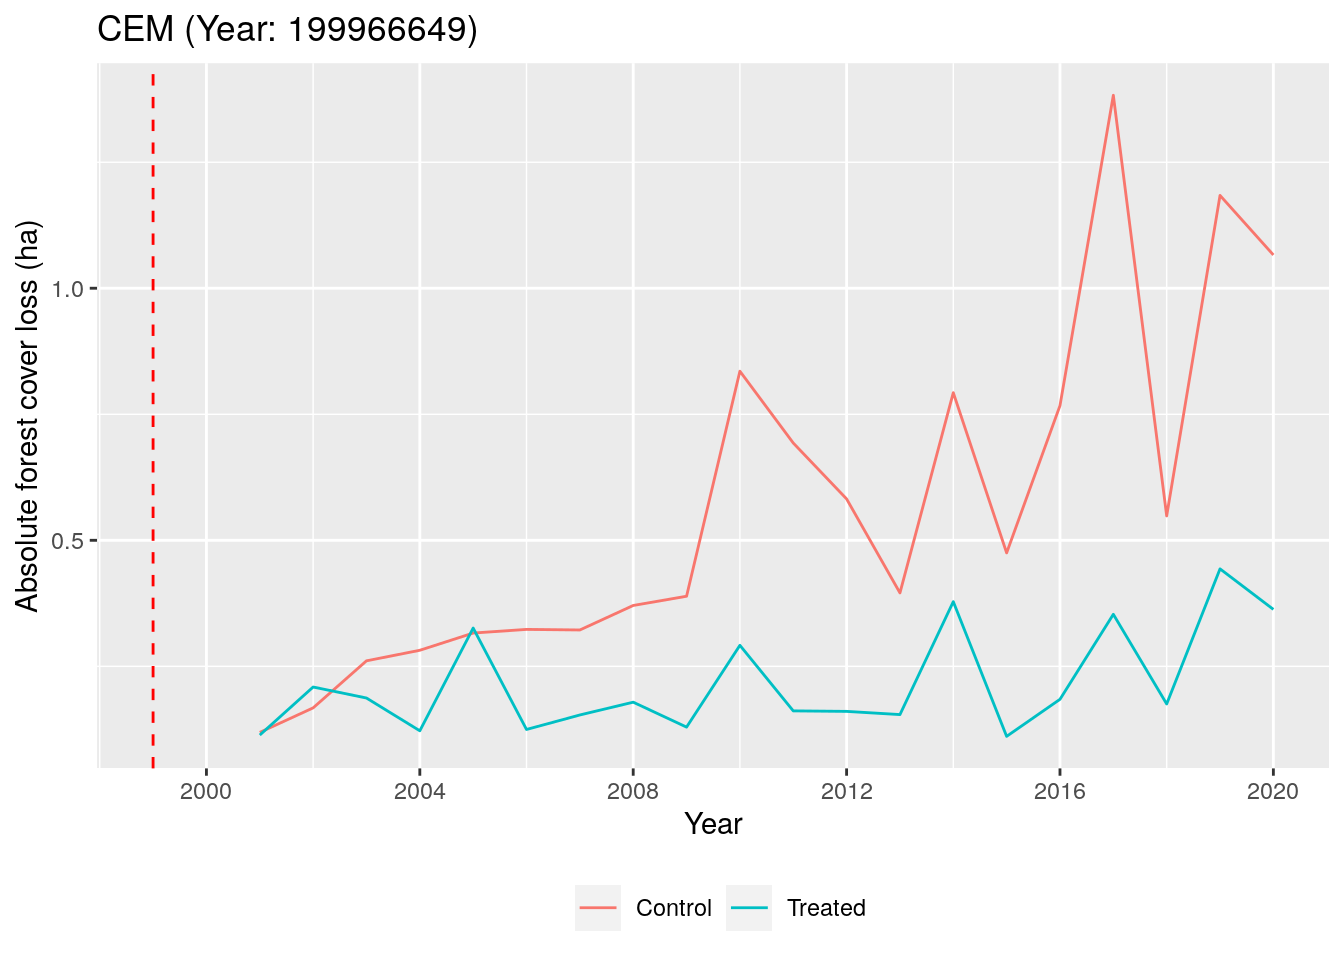 CEM (Year: 199966649)
Absolute forest cover loss (ha)
1.0
0.5
2000 2004 2008 2012 2016 2020
Year
Control Treated